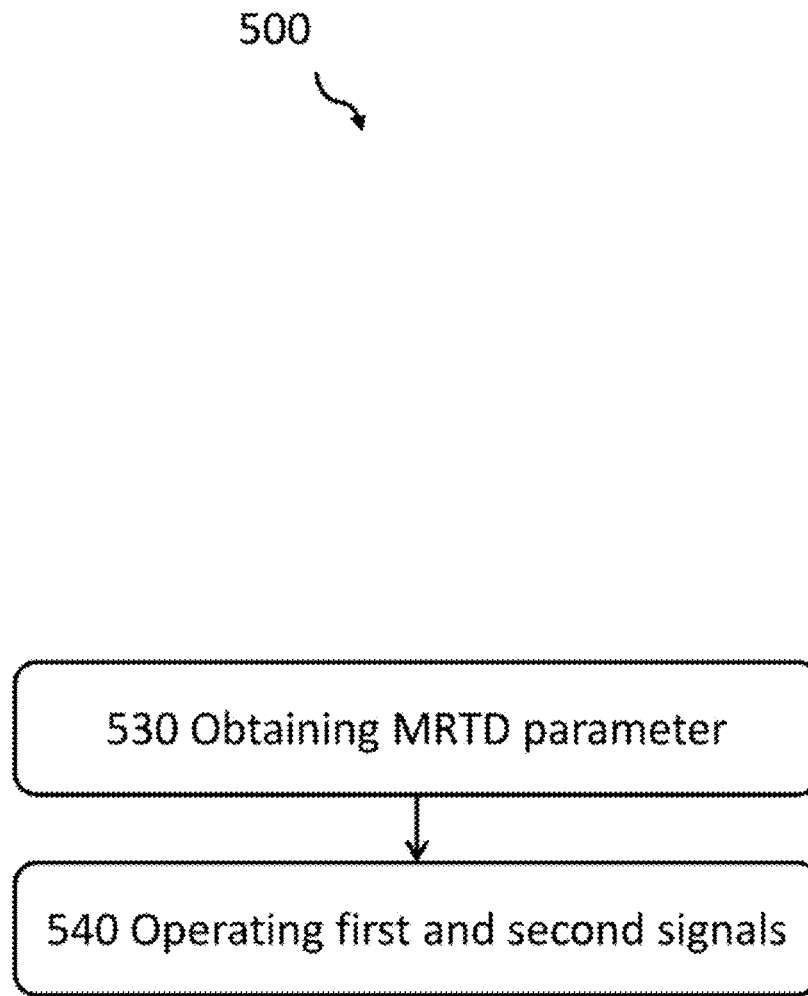 500
530 Obtaining MRTD parameter
540 Operating first and second signals